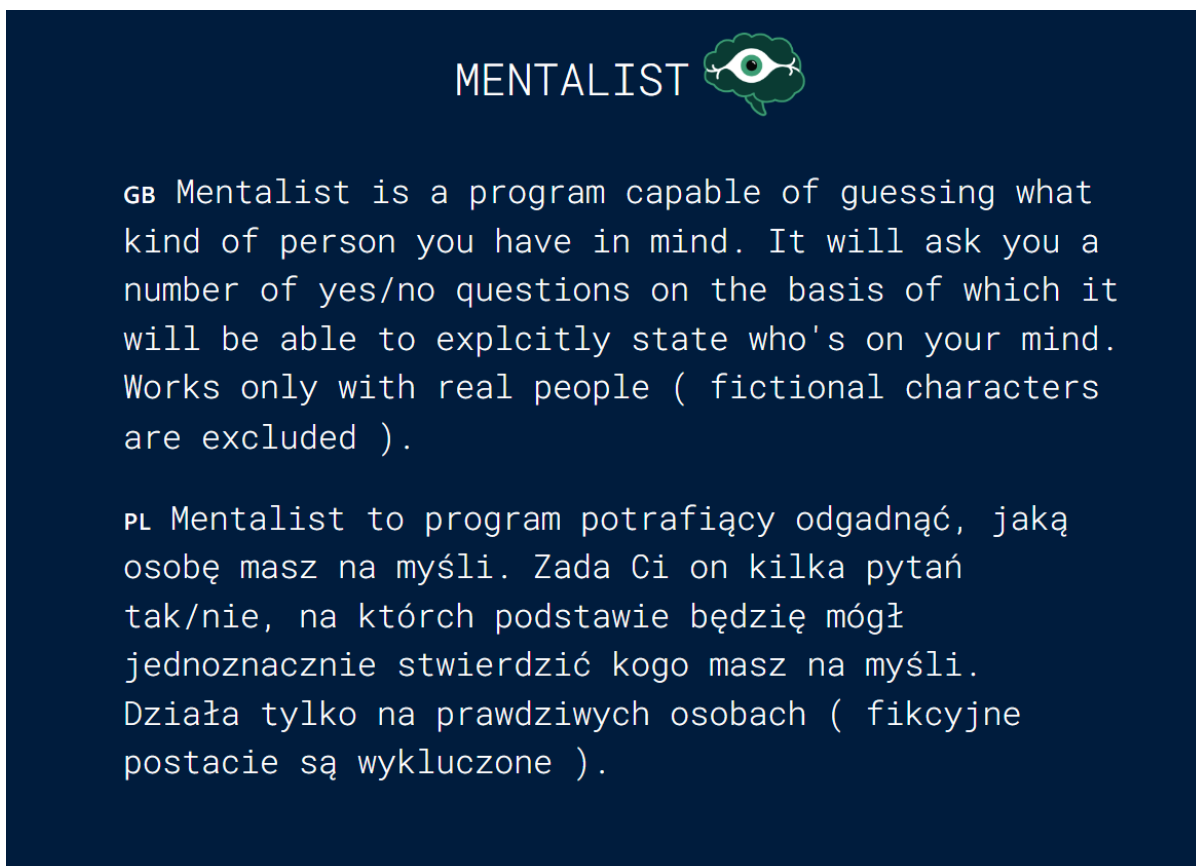 MENTALIST
GB Mentalist is a program capable of guessing what
kind of person you have in mind. It will ask you a
number of yes/no questions on the basis of which it
will be able to explcitly state who's on your mind.
Works only with real people ( fictional characters
are excluded ).
PL Mentalist to program potrafiący odgadnąć, jaką
osobę masz na myśli. Zada Ci on kilka pytań
tak/nie, na którch podstawie będzię mógł
jednoznacznie stwierdzić kogo masz na myśli.
Działa tylko na prawdziwych osobach ( fikcyjne
postacie są wykluczone ).